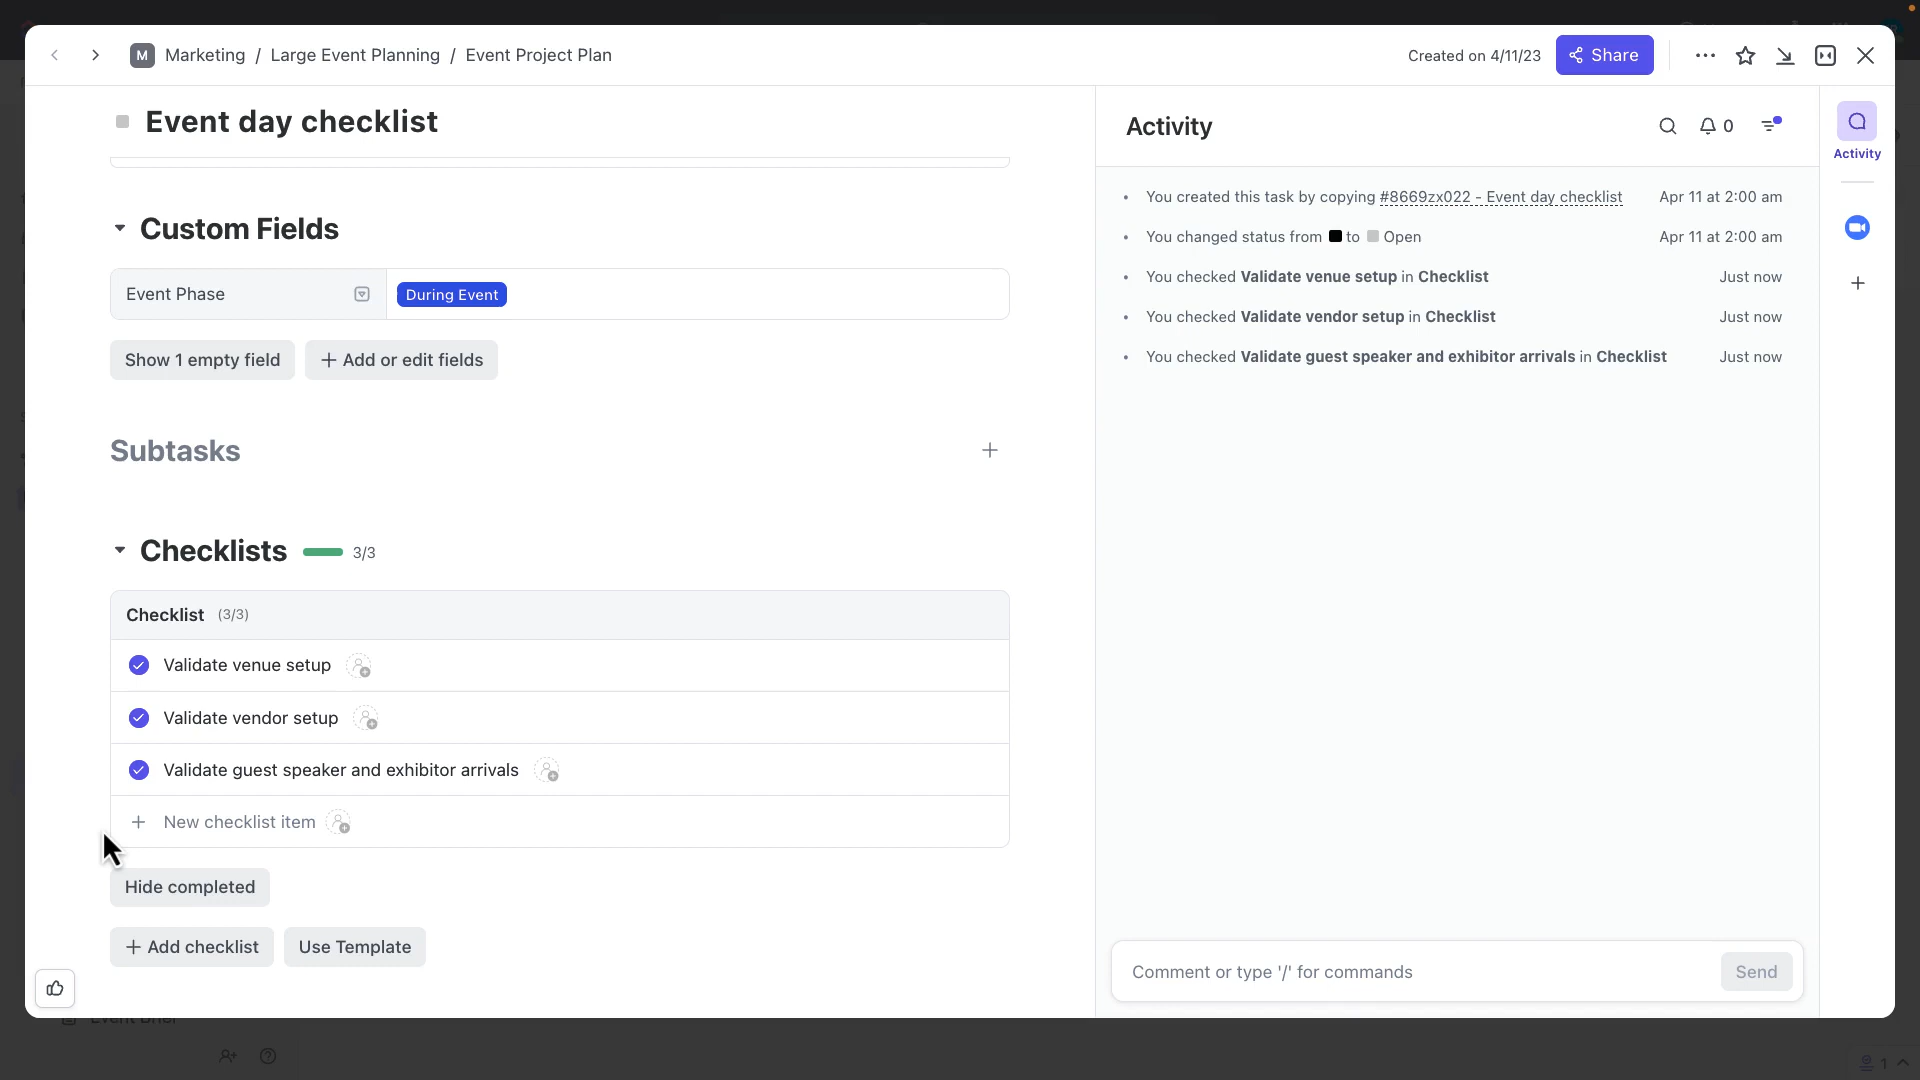 M Marketing / Large Event Planning / Event Project Plan
Created on 4/11/23
Share
Event day checklist
Custom Fields
Event Phase
During Event
Show 1 empty field
Add or edit fields
Subtasks
Checklists 3/3
Checklist (3/3)
Validate venue setup
Validate vendor setup
Validate guest speaker and exhibitor arrivals
New checklist item
Hide completed
Add checklist
Use Template
Activity
0
You created this task by copying #8669zx022 - Event day checklist Apr 11 at 2:00 am
You changed status from to Open Apr 11 at 2:00 am
You checked Validate venue setup in Checklist Just now
You checked Validate vendor setup in Checklist Just now
You checked Validate guest speaker and exhibitor arrivals in Checklist Just now
Comment or type '/' for commands
Send
Activity
Event Brief
1